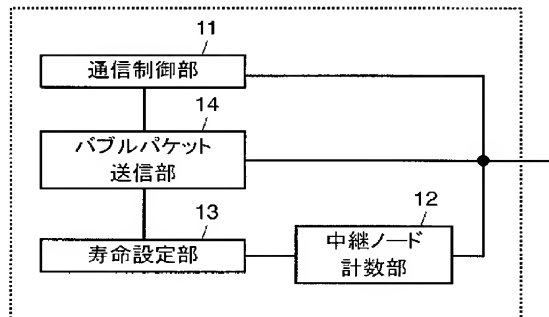 11
通信制御部
14
バブルパケット
送信部
13
寿命設定部
12
中継ノード
計数部